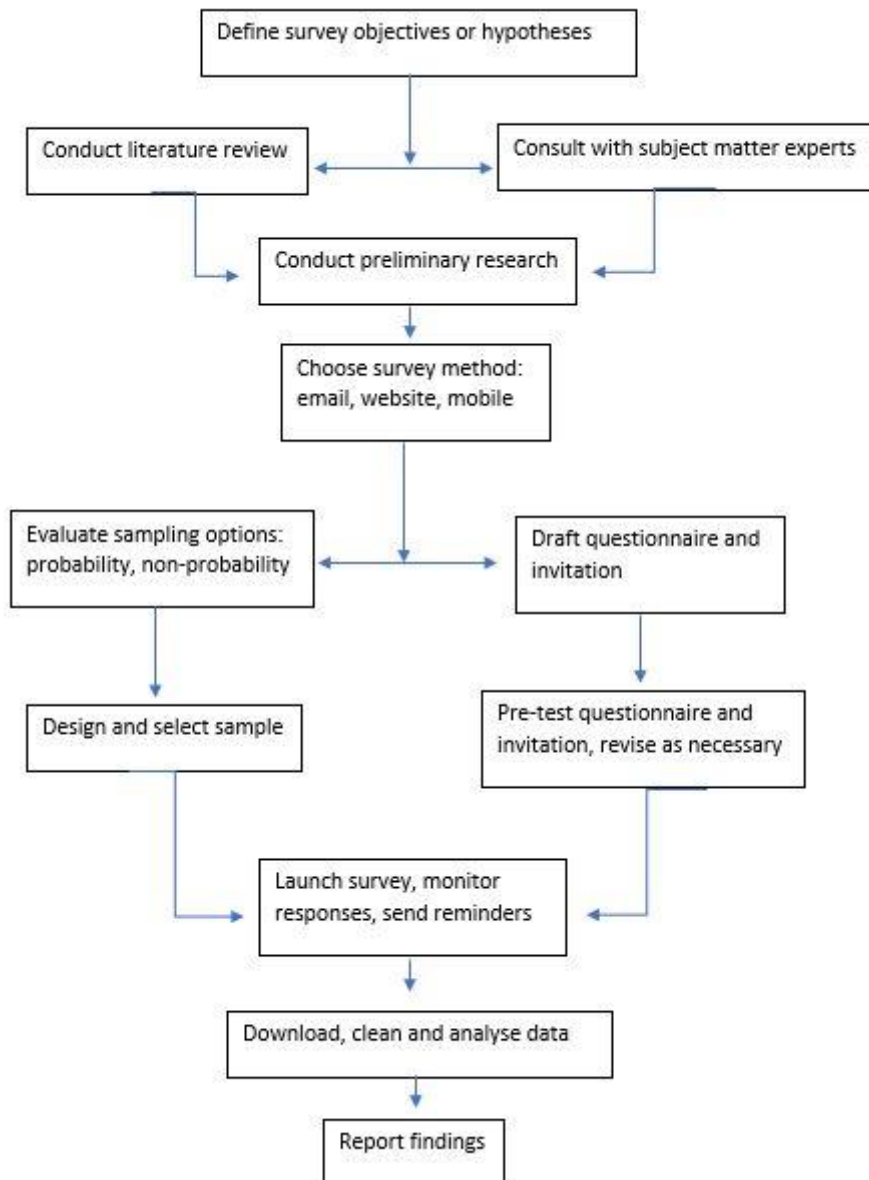 Define survey objectives or hypotheses
Conduct literature review
Consult with subject matter experts
Conduct preliminary research
Choose survey method:
email, website, mobile
Evaluate sampling options:
probability, non-probability
Draft questionnaire and
invitation
Design and select sample
Pre-test questionnaire and
invitation, revise as necessary
Launch survey, monitor
responses, send reminders
Download, clean and analyse data
Report findings